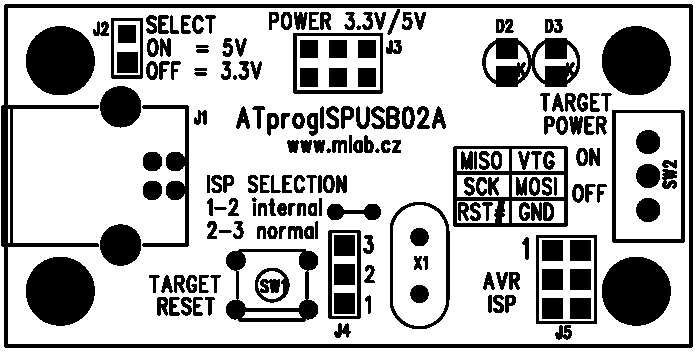 J2
SELECT
ON = 5V
OFF = 3.3V
POWER 3.3V/5V
J3
D2 D3
K K
J1
ATprogISPUSB02A
www.mlab.cz
TARGET
POWER
ON
OFF
SW2
MISO VTG
SCK MOSI
RST# GND
ISP SELECTION
1-2 internal
2-3 normal
3
2
1
J4
TARGET
RESET
SW1
X1
1
AVR
ISP
J5